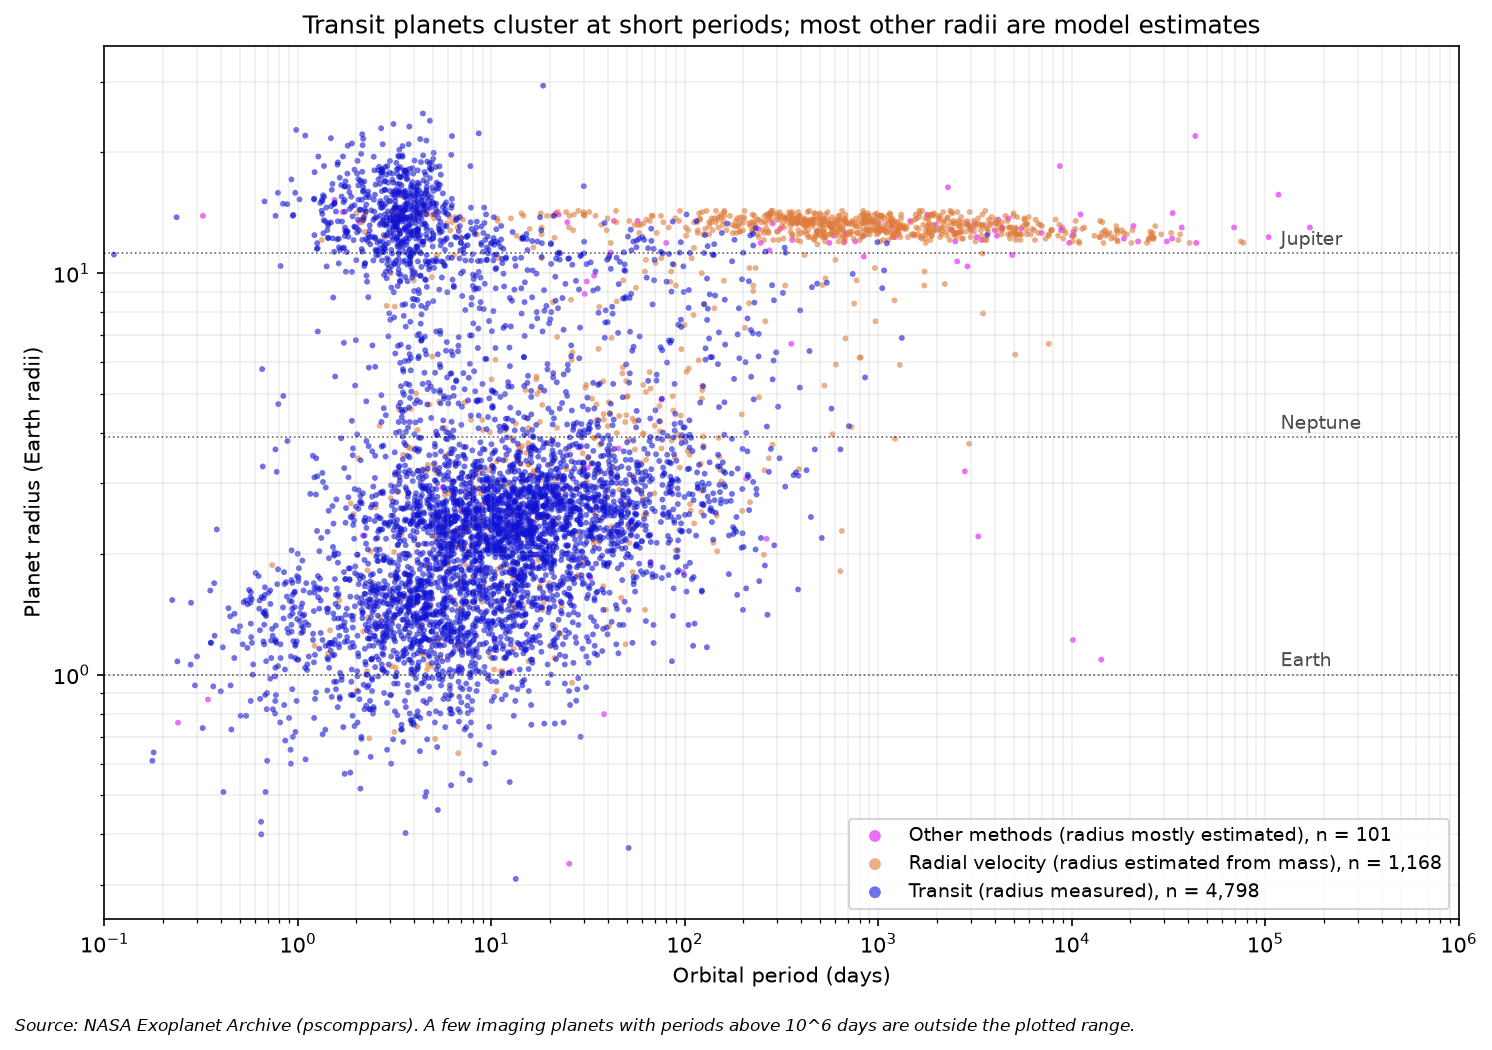 Transit planets cluster at short periods; most other radii are model estimates
Planet radius (Earth radii)
10^1
10^0
Jupiter
Neptune
Earth
Other methods (radius mostly estimated), n = 101
Radial velocity (radius estimated from mass), n = 1,168
Transit (radius measured), n = 4,798
10^−1 10^0 10^1 10^2 10^3 10^4 10^5 10^6
Orbital period (days)
Source: NASA Exoplanet Archive (pscomppars). A few imaging planets with periods above 10^6 days are outside the plotted range.